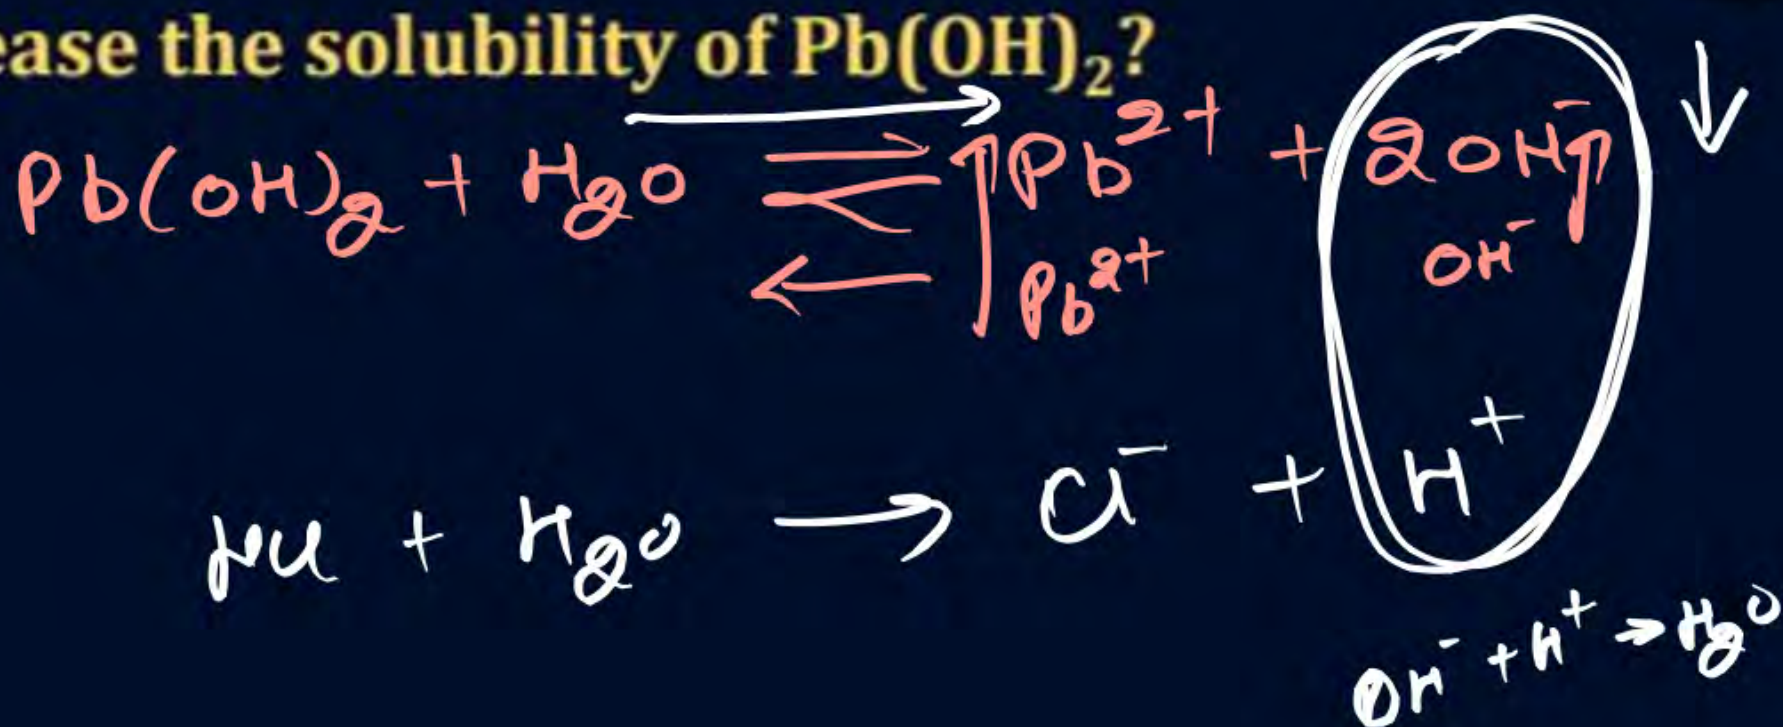 ease the solubility of Pb(OH)₂?
Pb(OH)₂ + H₂O ⇌ Pb²⁺ + 2OH⁻
← Pb²⁺ OH⁻
+ H₂O → Cl⁻ + H⁺
OH⁻ + H⁺ → H₂O